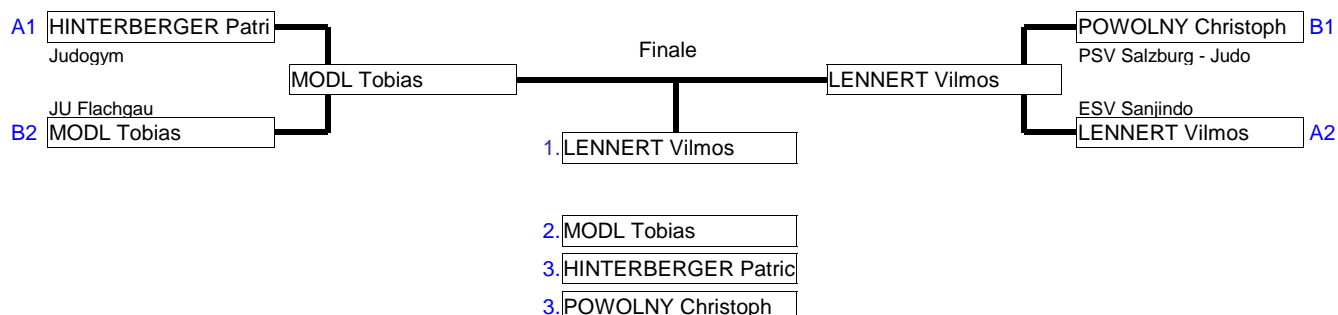 A1 HINTERBERGER Patri
Judogym
JU Flachgau
B2 MODL Tobias
MODL Tobias
Finale
LENNERT Vilmos
POWOLNY Christoph B1
PSV Salzburg - Judo
ESV Sanjindo
LENNERT Vilmos A2
1. LENNERT Vilmos
2. MODL Tobias
3. HINTERBERGER Patric
3. POWOLNY Christoph